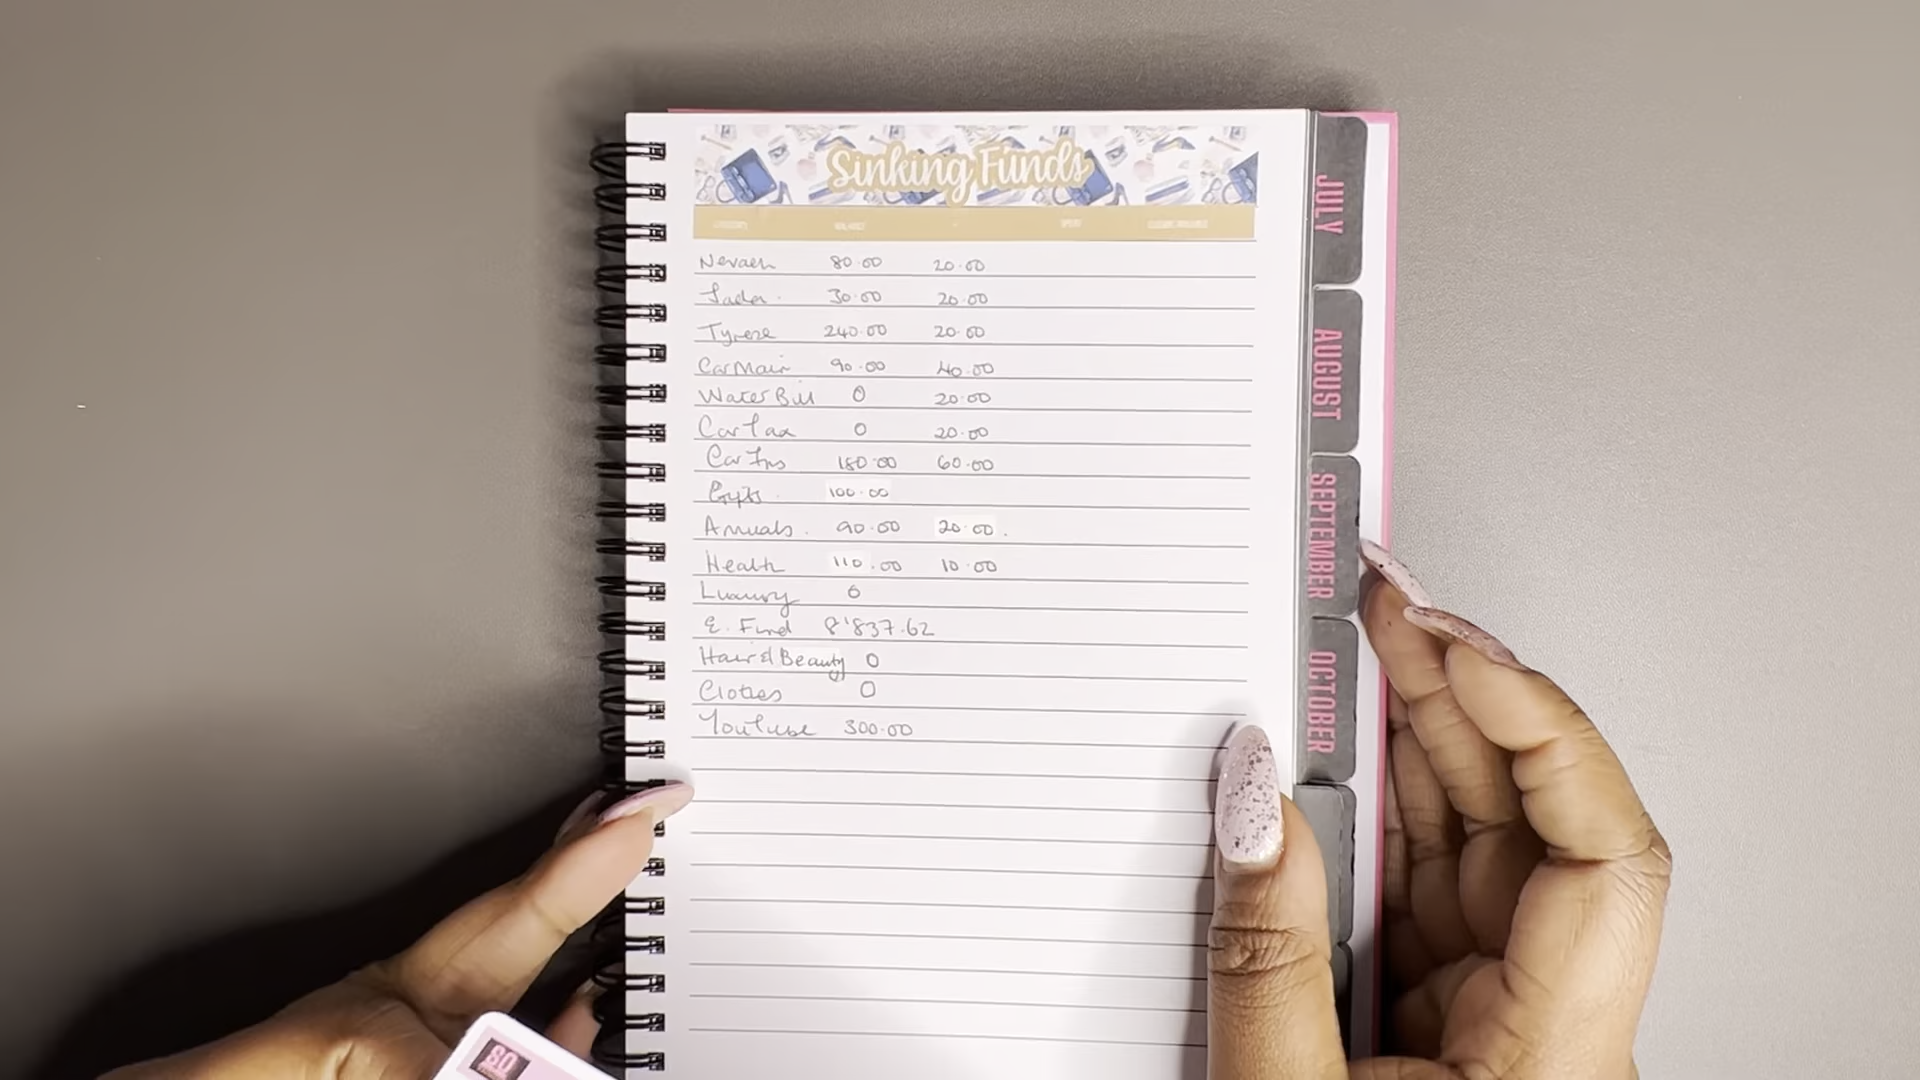 Sinking Funds
Nevaeh 80.00 20.00
30.00 20.00
Tyrese 240.00 20.00
Car Main 90.00 40.00
Water Bill 0 20.00
Car Tax 0 20.00
Car Ins 180.00 60.00
Gifts. 100.00
Annuals. 90.00 20.00.
Health 110.00 10.00
Luxury 0
E. Fund 8'837.62
Hair & Beauty 0
Clothes 0
YouTube 300.00
JULY
AUGUST
SEPTEMBER
OCTOBER